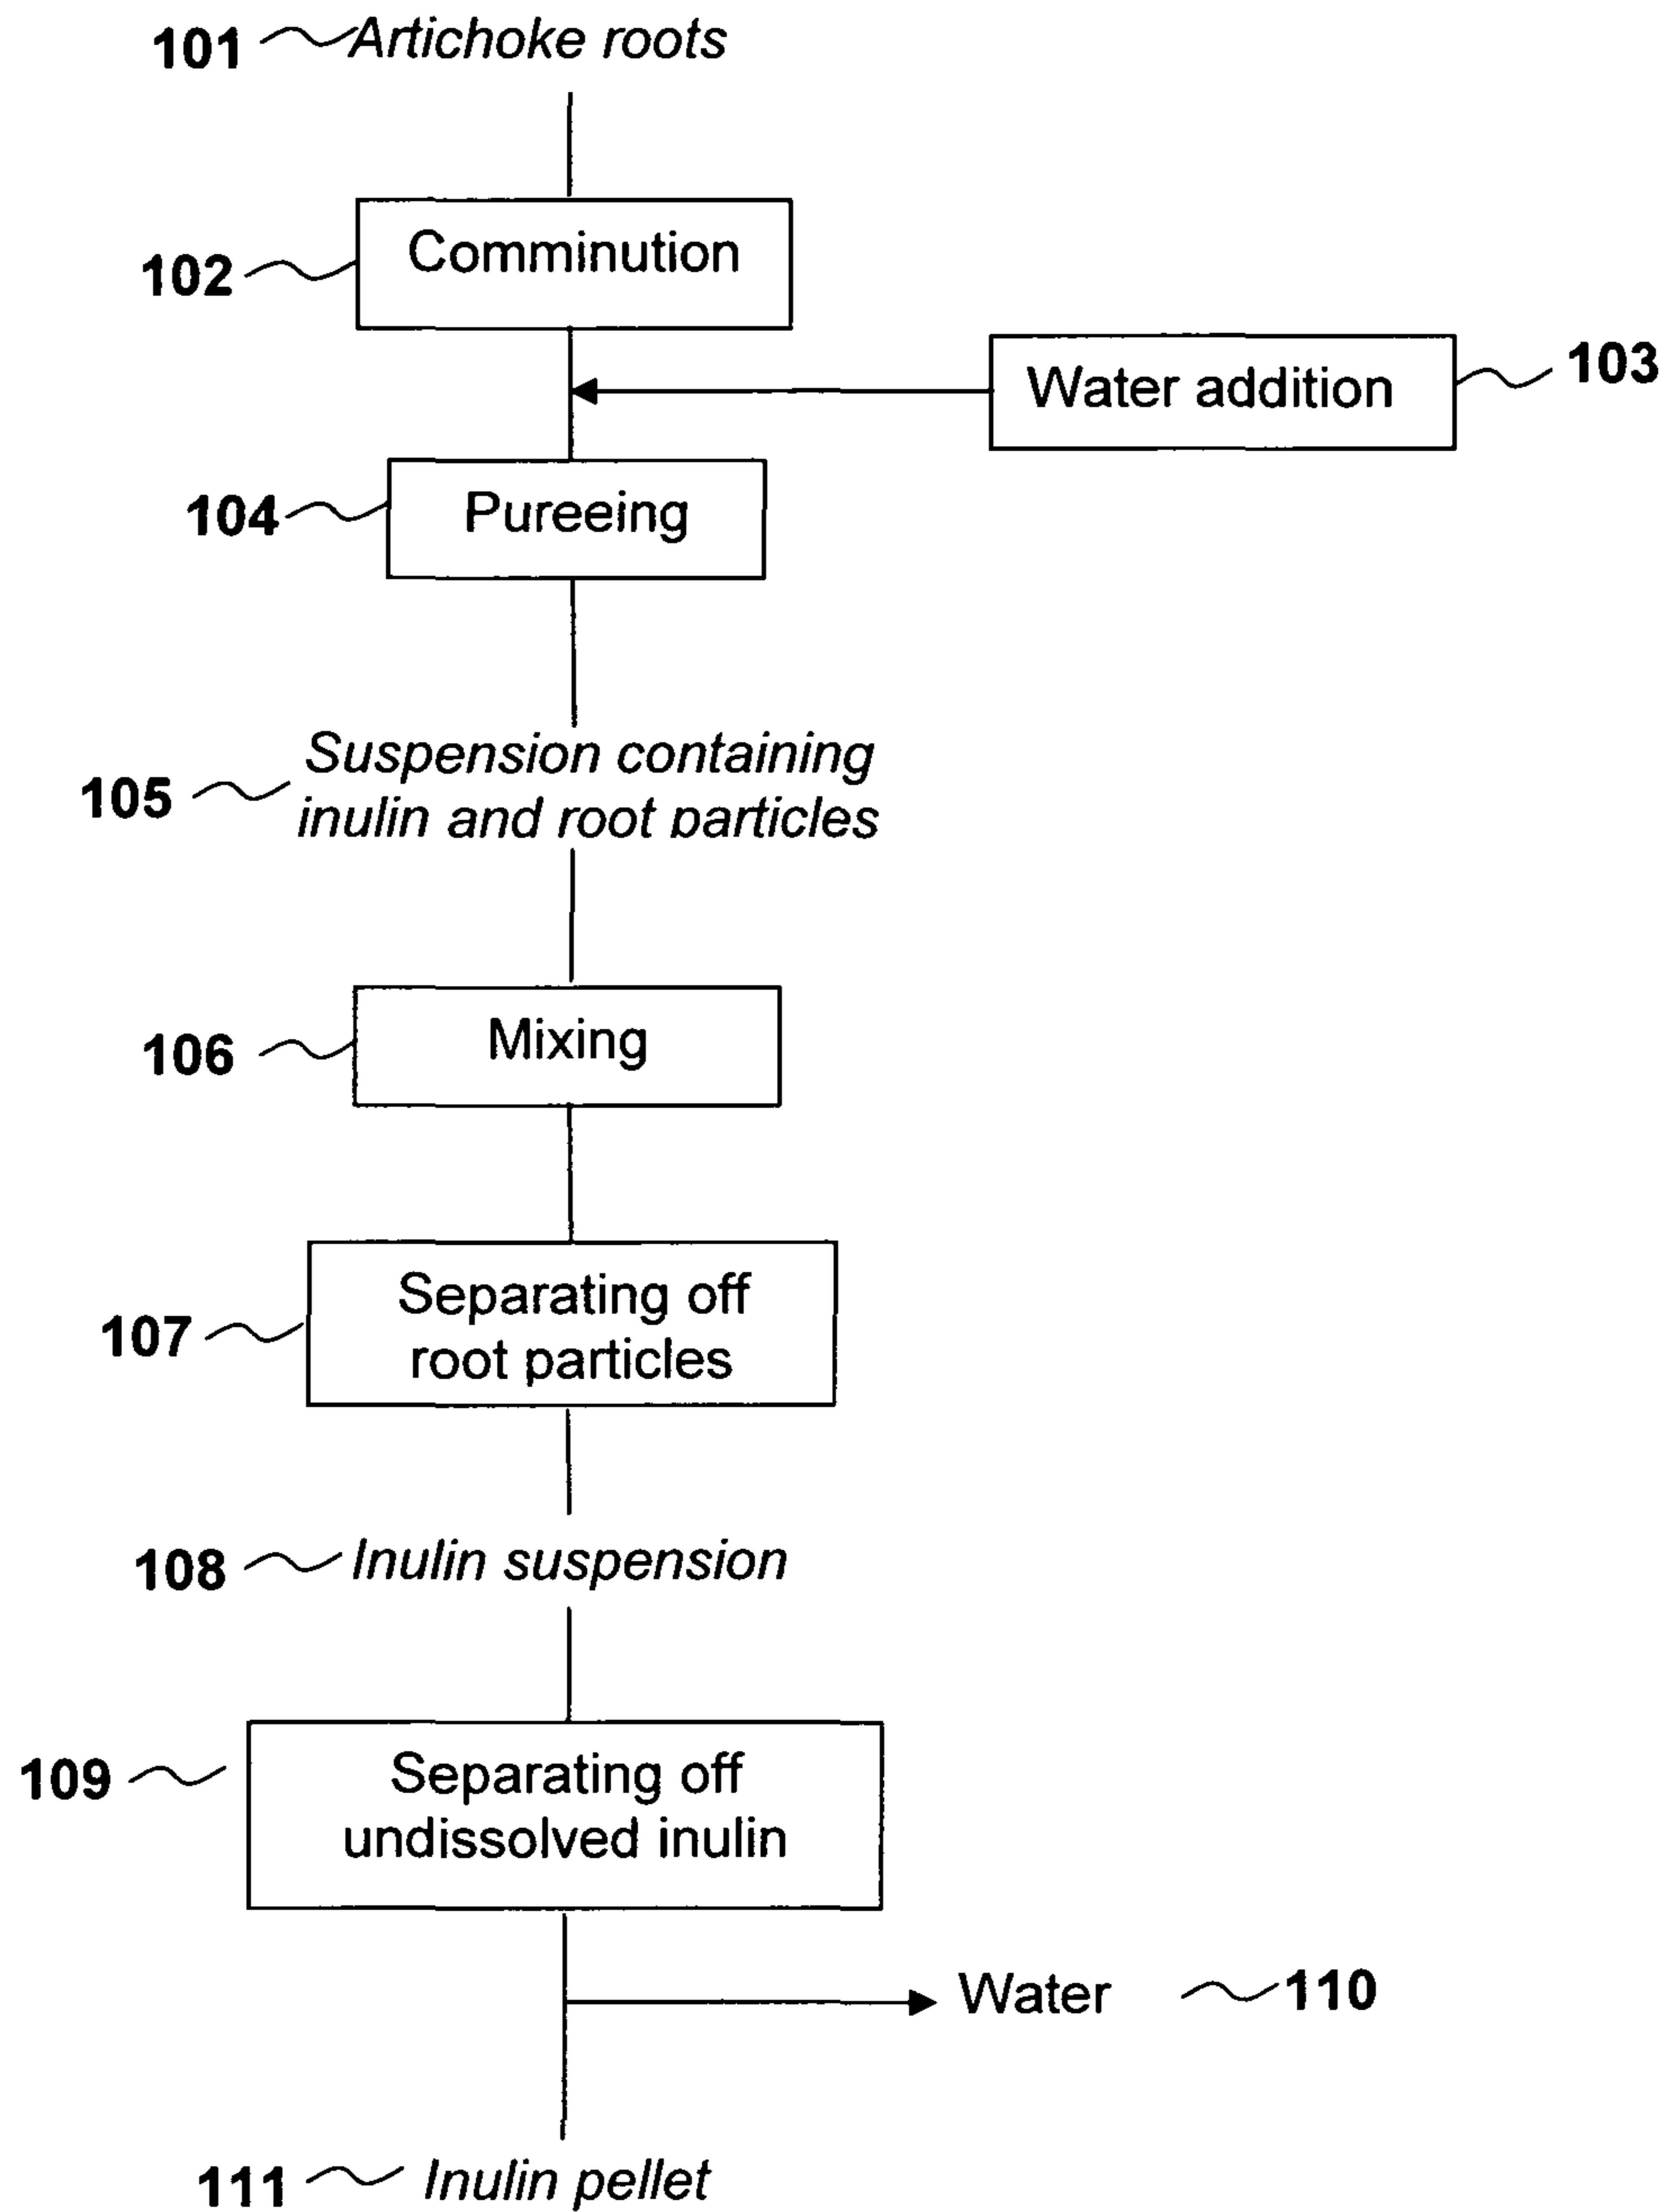 101 Artichoke roots
102 Comminution
Water addition 103
104 Pureeing
105 Suspension containing
inulin and root particles
106 Mixing
107 Separating off
root particles
108 Inulin suspension
109 Separating off
undissolved inulin
Water 110
111 Inulin pellet